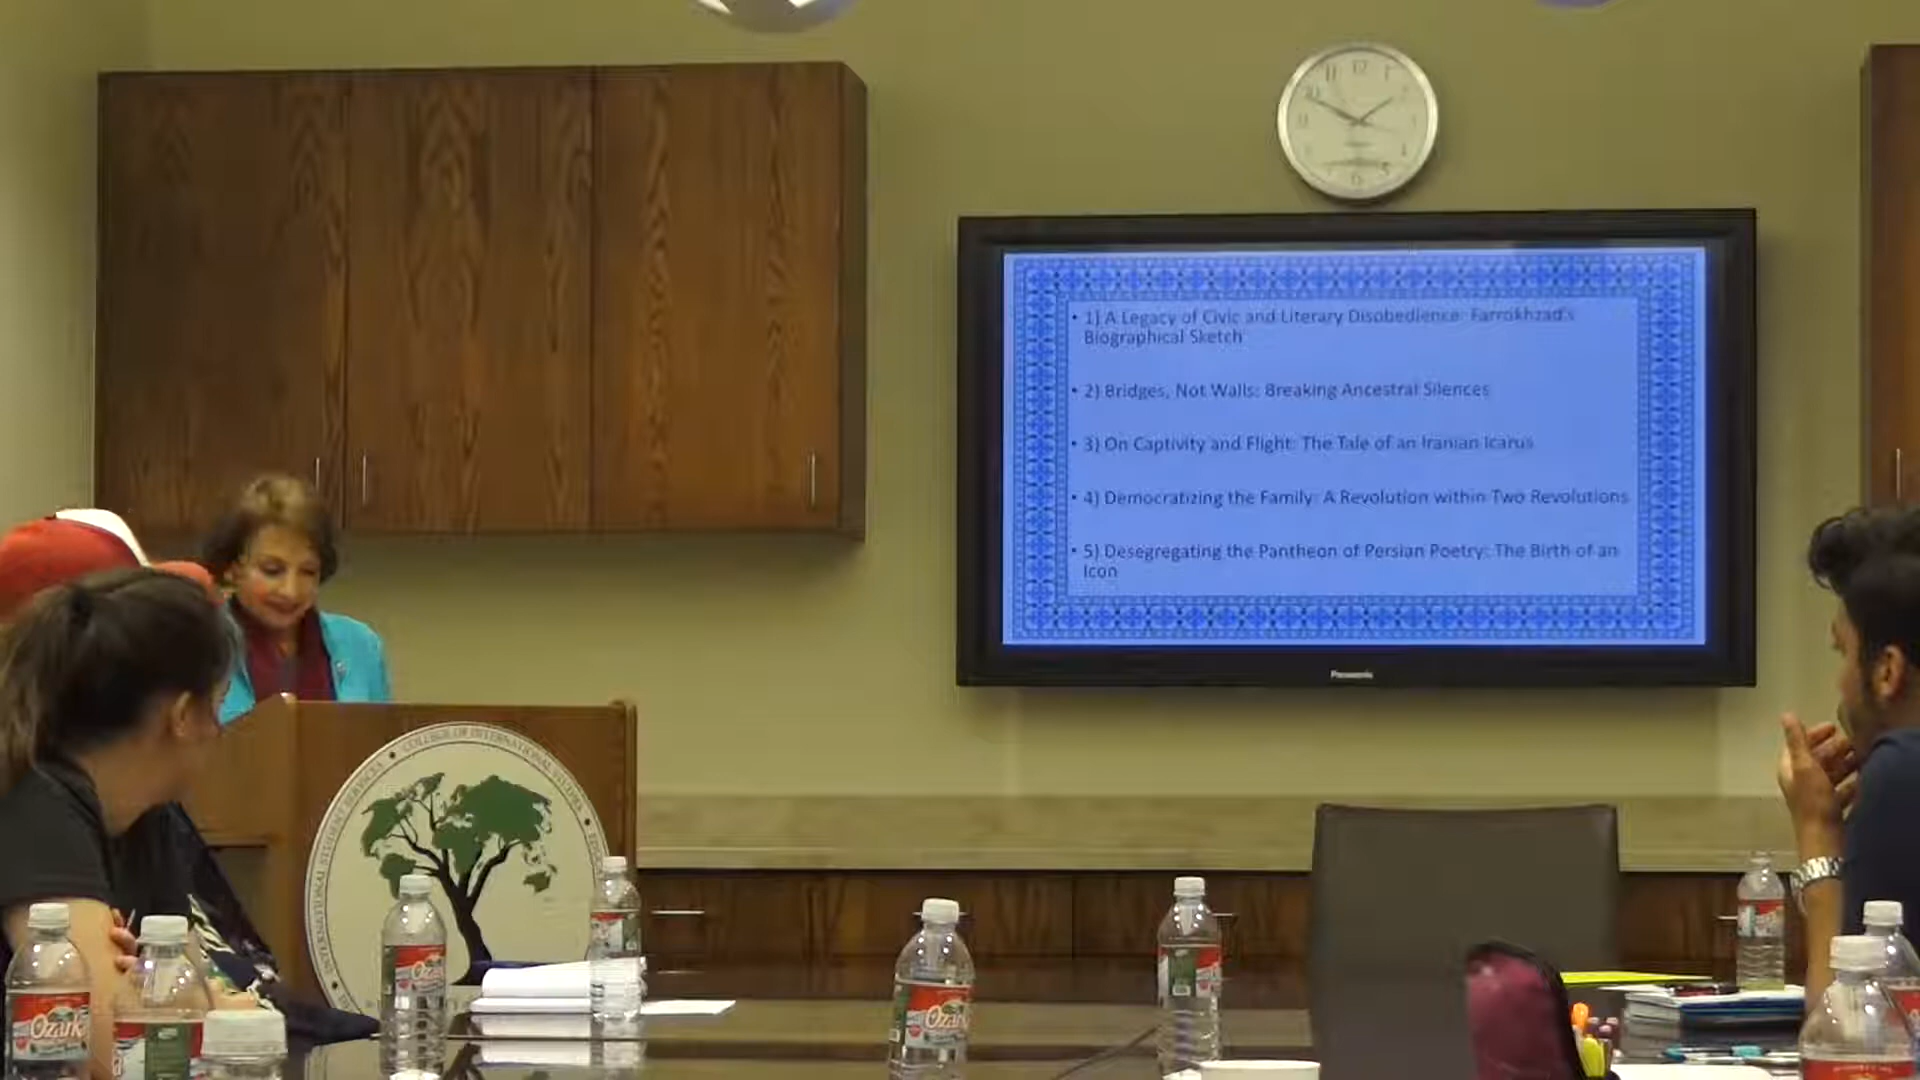 12
• 1) A Legacy of Civic and Literary Disobedience: Farrokhzad's
Biographical Sketch
• 2) Bridges, Not Walls: Breaking Ancestral Silences
• 3) On Captivity and Flight: The Tale of an Iranian Icarus
• 4) Democratizing the Family: A Revolution within Two Revolutions
• 5) Desegregating the Pantheon of Persian Poetry: The Birth of an
Icon
Panasonic
COLLEGE OF INTERNATIONAL STUDIES
INTERNATIONAL STUDENT SERVICES
Ozark